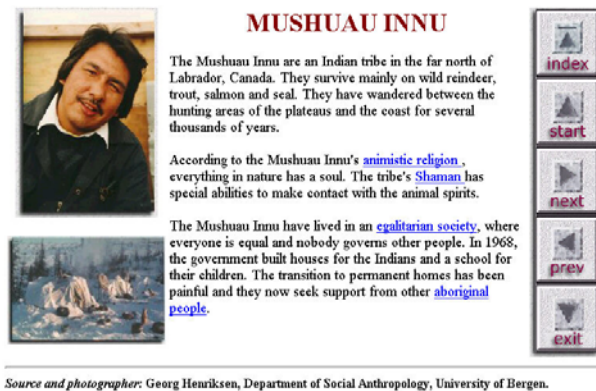 MUSHUAU INNU
The Mushuau Innu are an Indian tribe in the far north of
Labrador, Canada. They survive mainly on wild reindeer,
trout, salmon and seal. They have wandered between the
hunting areas of the plateaus and the coast for several
thousands of years.
According to the Mushuau Innu's animistic religion ,
everything in nature has a soul. The tribe's Shaman has
special abilities to make contact with the animal spirits.
The Mushuau Innu have lived in an egalitarian society, where
everyone is equal and nobody governs other people. In 1968,
the government built houses for the Indians and a school for
their children. The transition to permanent homes has been
painful and they now seek support from other aboriginal
people.
index
start
next
prev
exit
Source and photographer: Georg Henriksen, Department of Social Anthropology, University of Bergen.